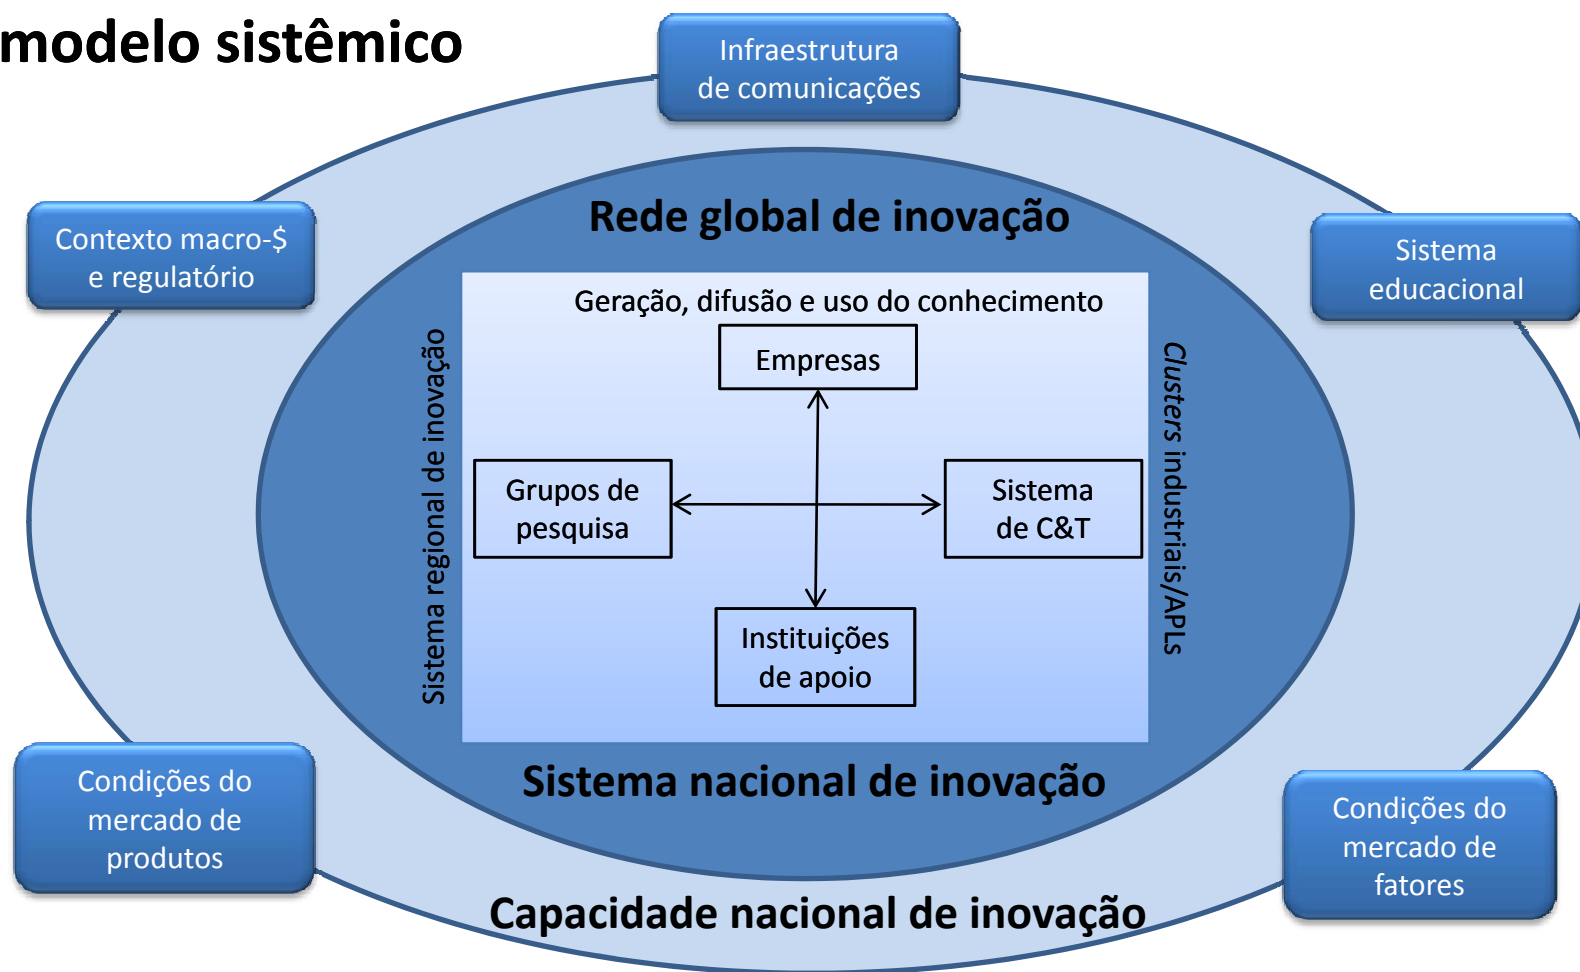 modelo sistêmico
Infraestrutura
de comunicações
Contexto macro-$
e regulatório
Rede global de inovação
Sistema
educacional
Geração, difusão e uso do conhecimento
Empresas
Sistema regional de inovação
Clusters industriais/APLs
Grupos de
pesquisa
Sistema
de C&T
Instituições
de apoio
Sistema nacional de inovação
Condições do
mercado de
produtos
Condições do
mercado de
fatores
Capacidade nacional de inovação